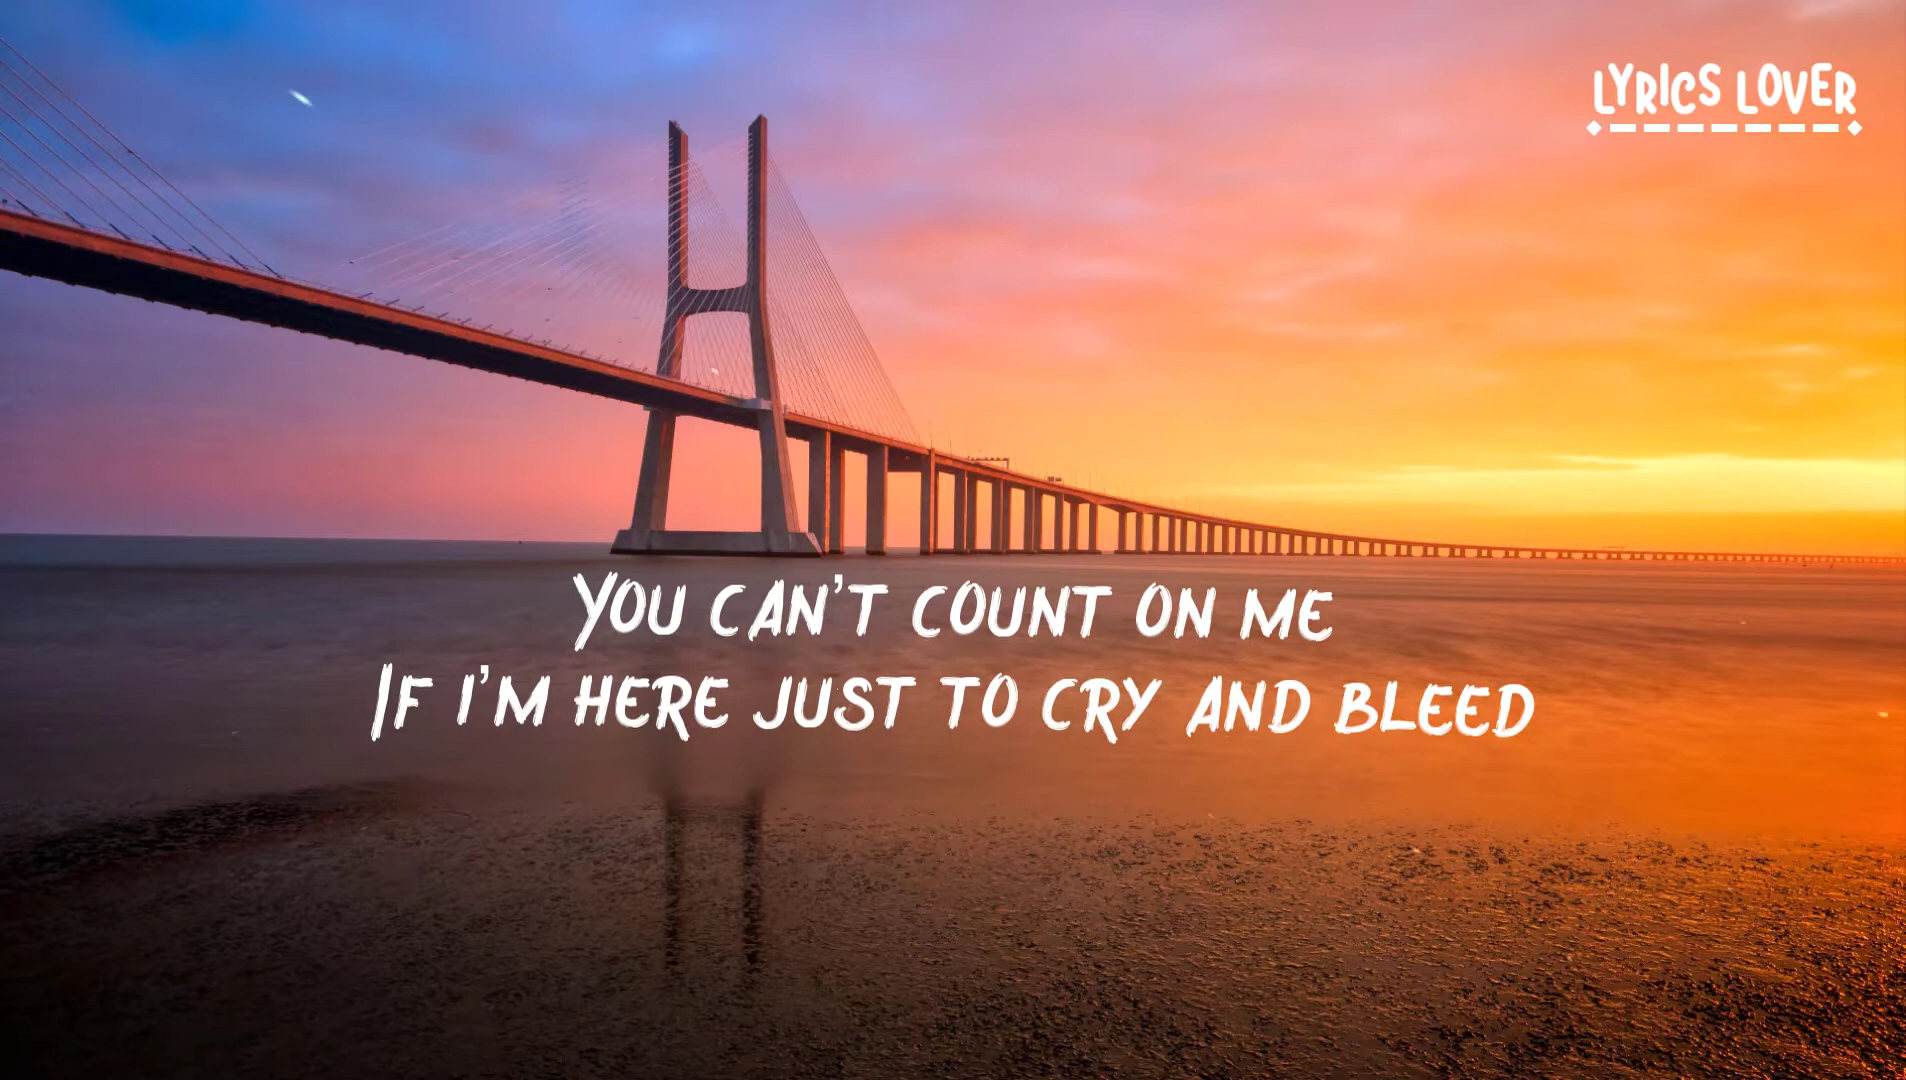 LYRICS LOVER
YOU CAN'T COUNT ON ME
IF I'M HERE JUST TO CRY AND BLEED